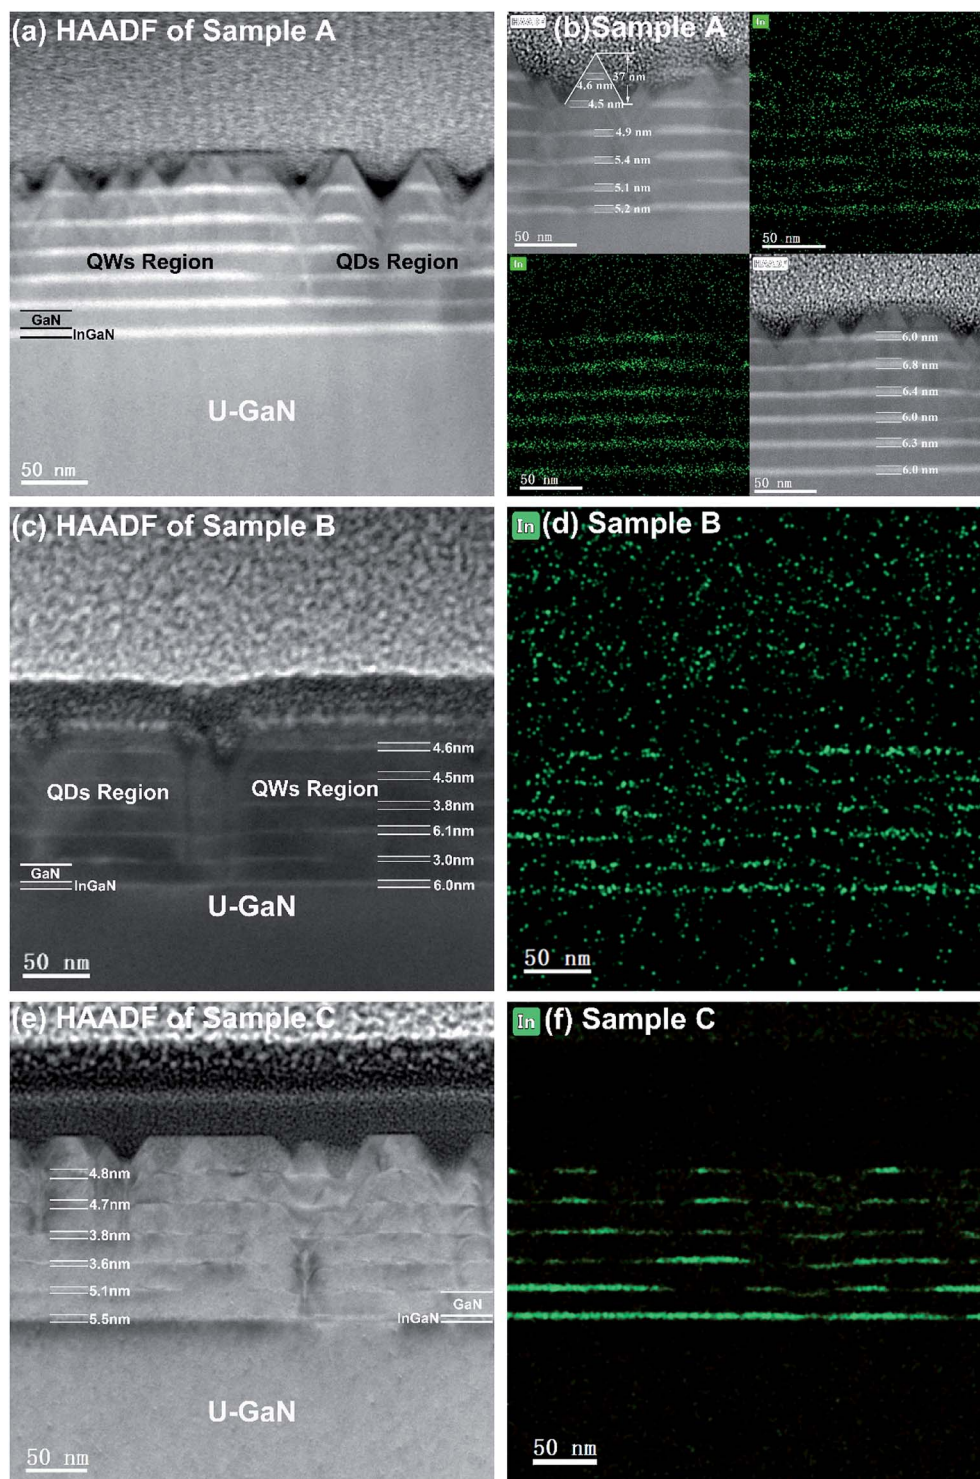 (a) HAADF of Sample A
QWs Region
QDs Region
GaN
InGaN
U-GaN
50 nm
HAADF
(b)Sample A
37 nm
4.6 nm
4.5 nm
4.9 nm
5.4 nm
5.1 nm
5.2 nm
50 nm
In
50 nm
In
50 nm
HAADF
6.0 nm
6.8 nm
6.4 nm
6.0 nm
6.3 nm
6.0 nm
50 nm
(c) HAADF of Sample B
QDs Region
QWs Region
4.6nm
4.5nm
3.8nm
6.1nm
3.0nm
6.0nm
GaN
InGaN
U-GaN
50 nm
In (d) Sample B
50 nm
(e) HAADF of Sample C
4.8nm
4.7nm
3.8nm
3.6nm
5.1nm
5.5nm
GaN
InGaN
U-GaN
50 nm
In (f) Sample C
50 nm